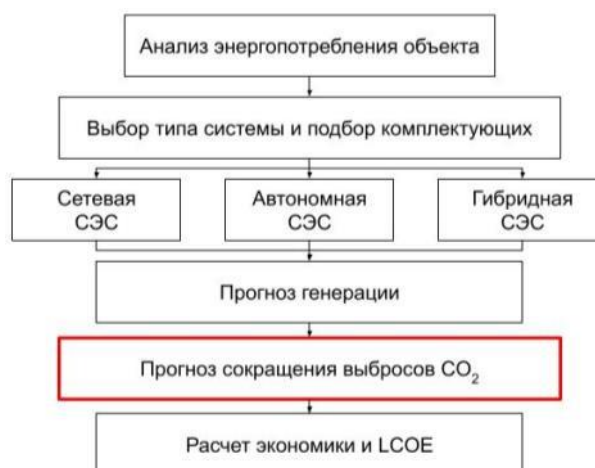 Анализ энергопотребления объекта
Выбор типа системы и подбор комплектующих
Сетевая
СЭС
Автономная
СЭС
Гибридная
СЭС
Прогноз генерации
Прогноз сокращения выбросов CO₂
Расчет экономики и LCOE